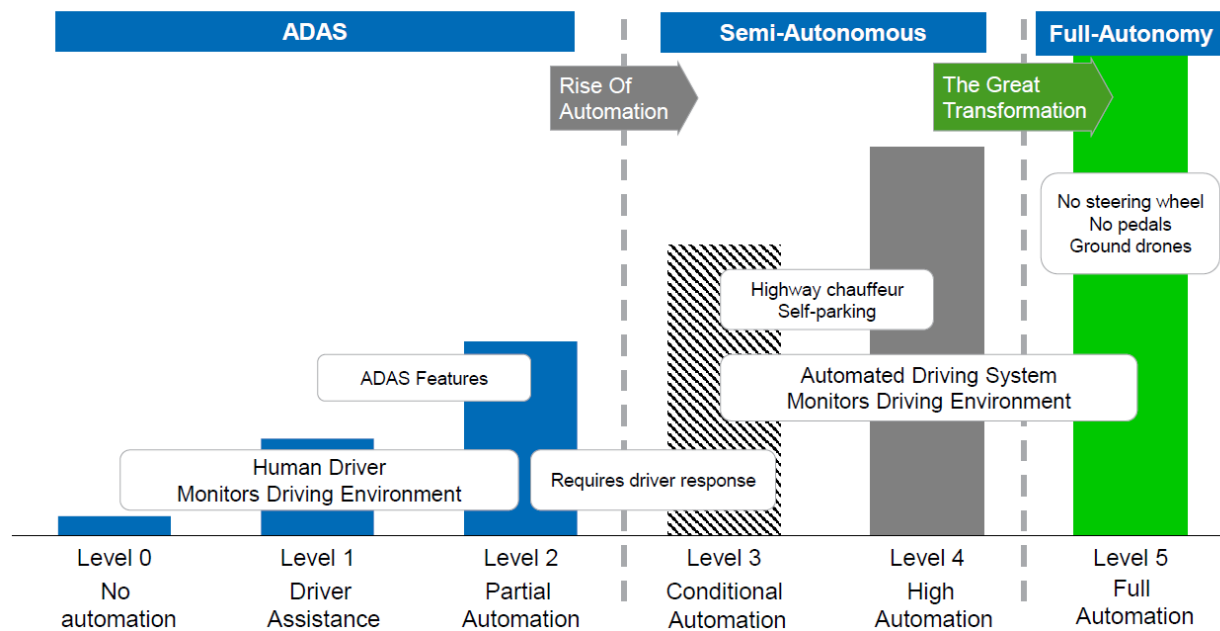 ADAS
Semi-Autonomous
Full-Autonomy
Rise Of
Automation
The Great
Transformation
No steering wheel
No pedals
Ground drones
Highway chauffeur
Self-parking
ADAS Features
Automated Driving System
Monitors Driving Environment
Human Driver
Monitors Driving Environment
Requires driver response
Level 0
No
automation
Level 1
Driver
Assistance
Level 2
Partial
Automation
Level 3
Conditional
Automation
Level 4
High
Automation
Level 5
Full
Automation